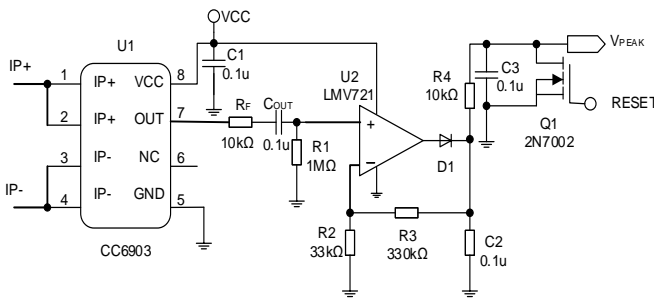 VCC
U1
IP+
1 IP+ VCC 8
C1
0.1u
U2
LMV721
VPEAK
R4
10kΩ
C3
0.1u
RESET
Q1
2N7002
2 IP+ OUT 7
RF
10kΩ
COUT
0.1u
R1
1MΩ
+
−
D1
3 IP- NC 6
IP-
4 IP- GND 5
CC6903
R2
33kΩ
R3
330kΩ
C2
0.1u